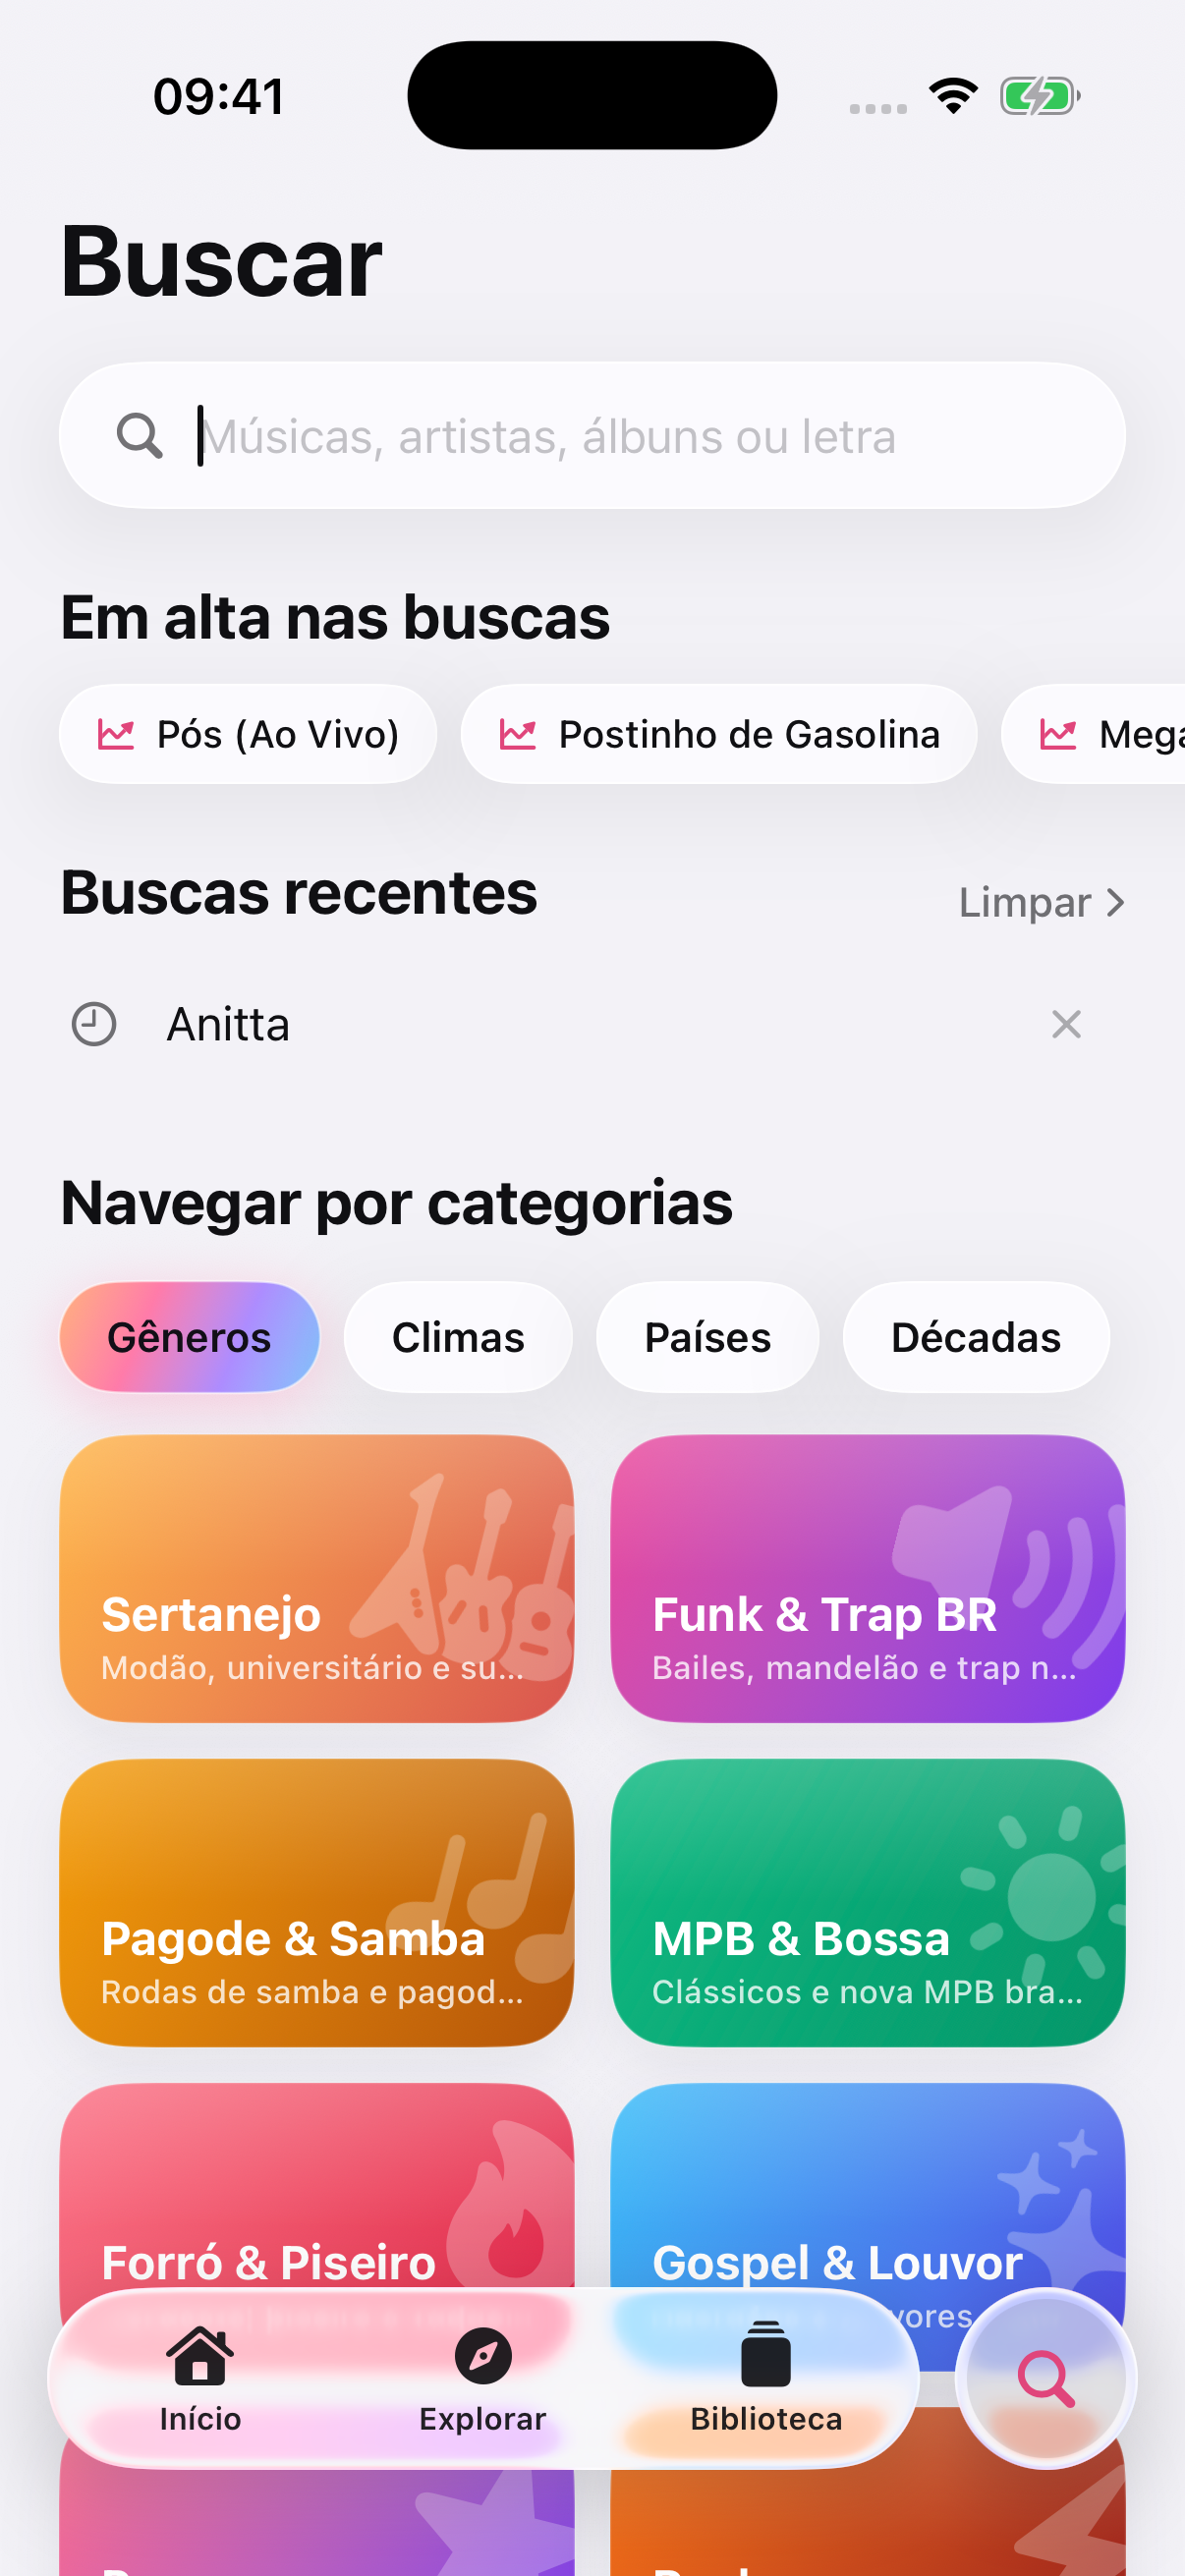 09:41
Buscar
Músicas, artistas, álbuns ou letra
Em alta nas buscas
Pós (Ao Vivo)
Postinho de Gasolina
Buscas recentes
Limpar
Anitta
Navegar por categorias
Gêneros
Climas
Países
Décadas
Sertanejo
Modão, universitário e su...
Funk & Trap BR
Bailes, mandelão e trap n...
Pagode & Samba
Rodas de samba e pagod...
MPB & Bossa
Clássicos e nova MPB bra...
Forró & Piseiro
Gospel & Louvor
Início
Explorar
Biblioteca